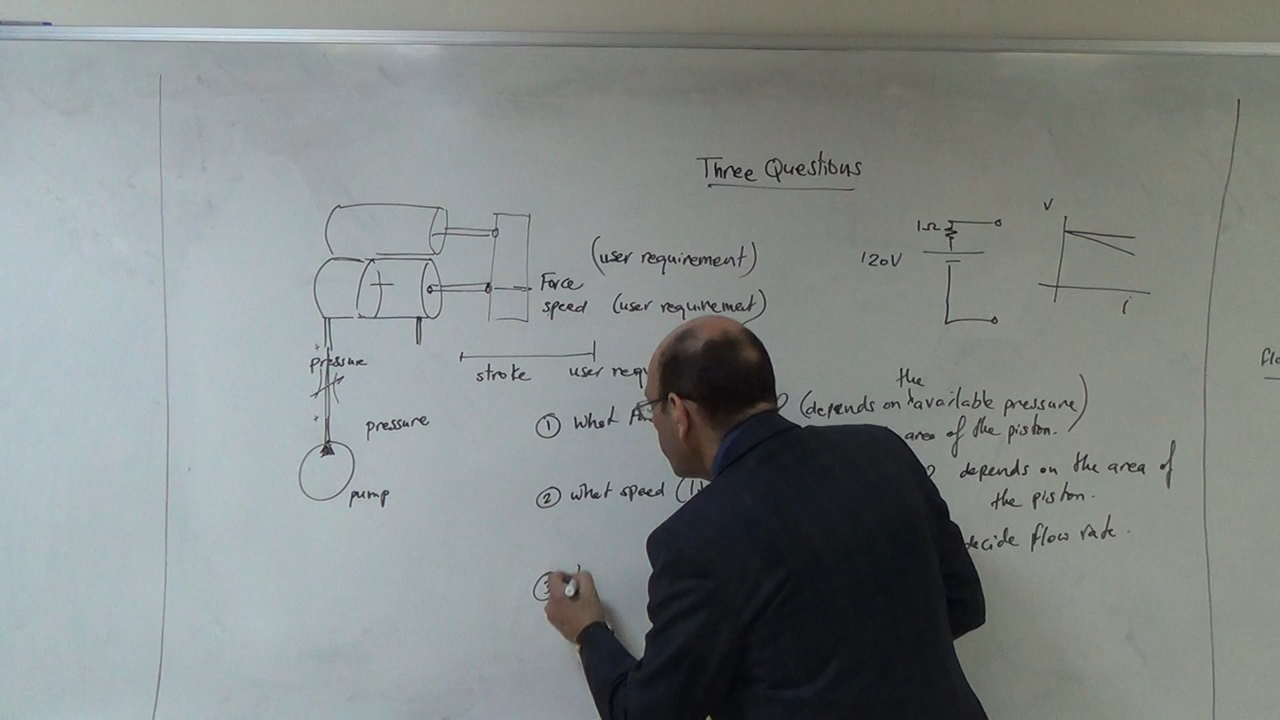 Three Questions
(user requirement)
Force
speed (user requiremet)
stroke user requ
pressure
pressure
pump
1Ω
120V
V
i
① What
the
(depends on available pressure)
area of the piston.
② What speed
depends on the area of
the piston.
decide flow rate.
③